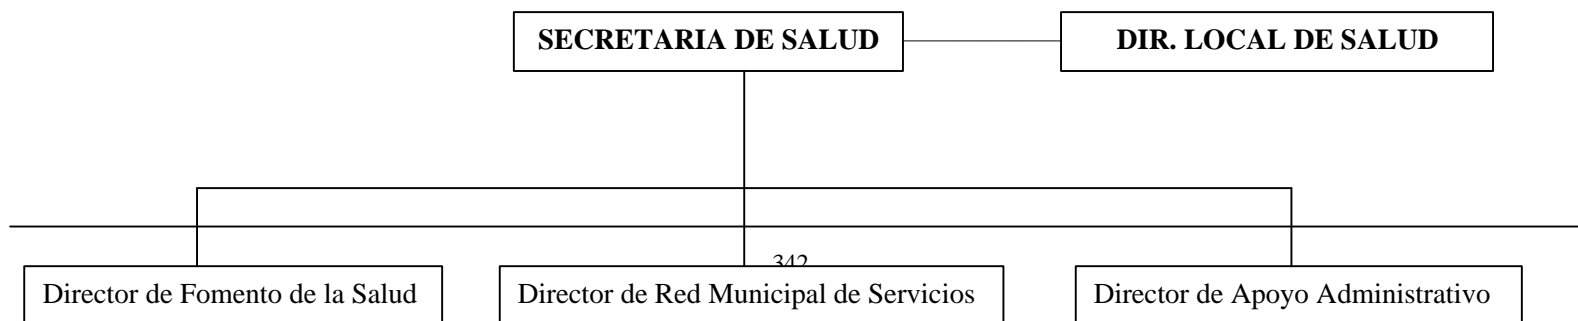 SECRETARIA DE SALUD
DIR. LOCAL DE SALUD
342
Director de Fomento de la Salud
Director de Red Municipal de Servicios
Director de Apoyo Administrativo